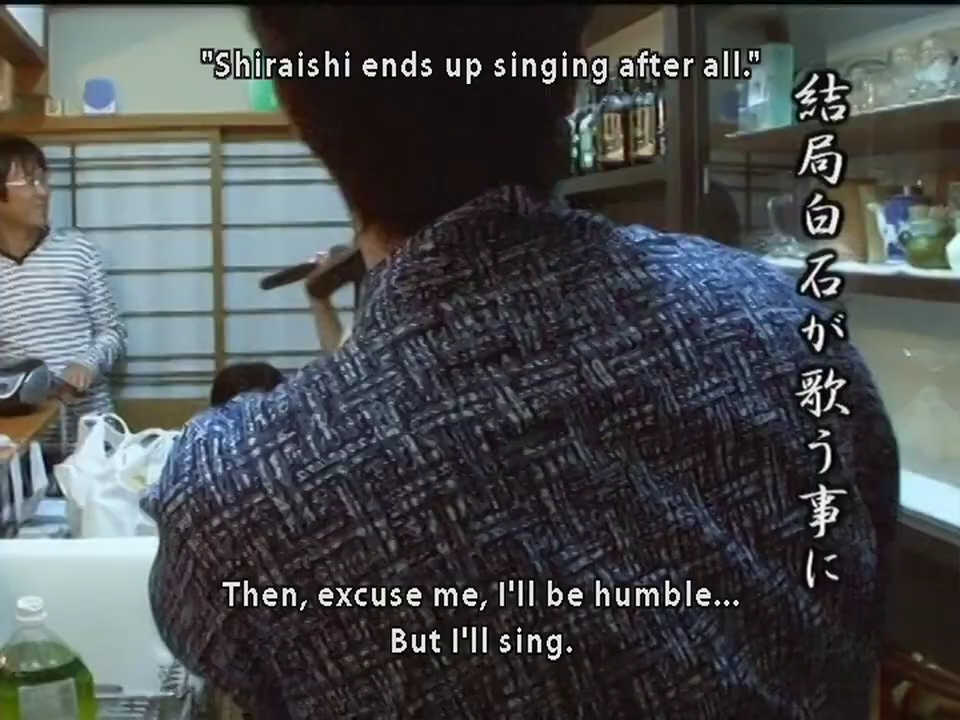 "Shiraishi ends up singing after all."
結局白石が歌う事に
Then, excuse me, I'll be humble...
But I'll sing.